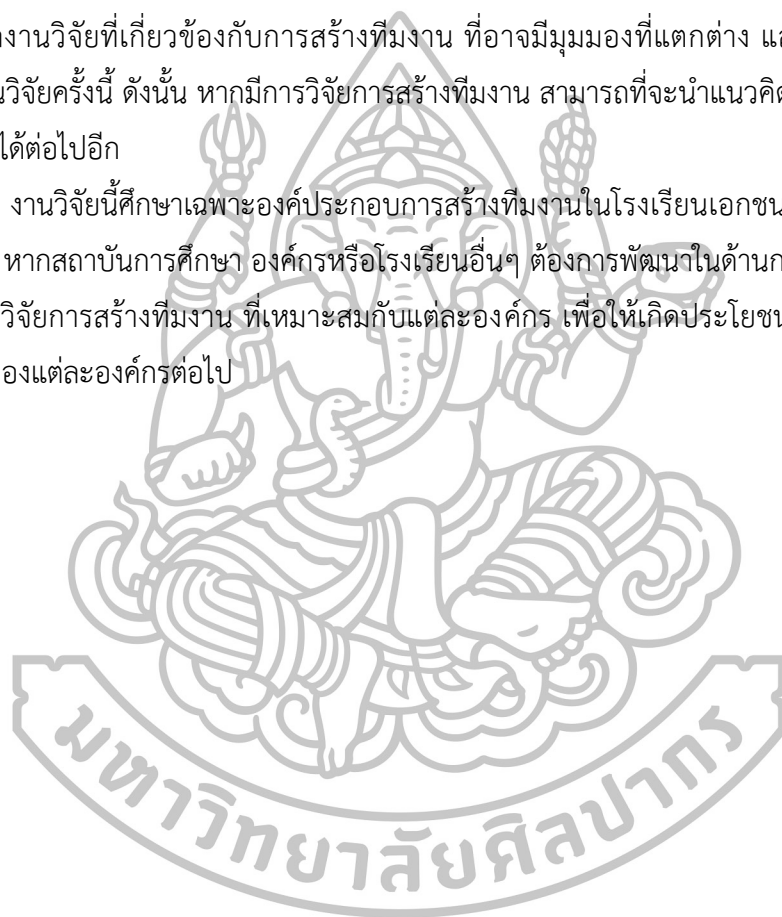 งานวิจัยที่เกี่ยวข้องกับการสร้างทีมงาน ที่อาจมีมุมมองที่แตกต่าง
วิจัยครั้งนี้ ดังนั้น หากมีการวิจัยการสร้างทีมงาน สามารถที่จะนำแนวคิด
ได้ต่อไปอีก
งานวิจัยนี้ศึกษาเฉพาะองค์ประกอบการสร้างทีมงานในโรงเรียนเอกชน
หากสถาบันการศึกษา องค์กรหรือโรงเรียนอื่นๆ ต้องการพัฒนาในด้าน
วิจัยการสร้างทีมงาน ที่เหมาะสมกับแต่ละองค์กร เพื่อให้เกิดประโยชน
องแต่ละองค์กรต่อไป
มหาวิทยาลัยศิลปากร